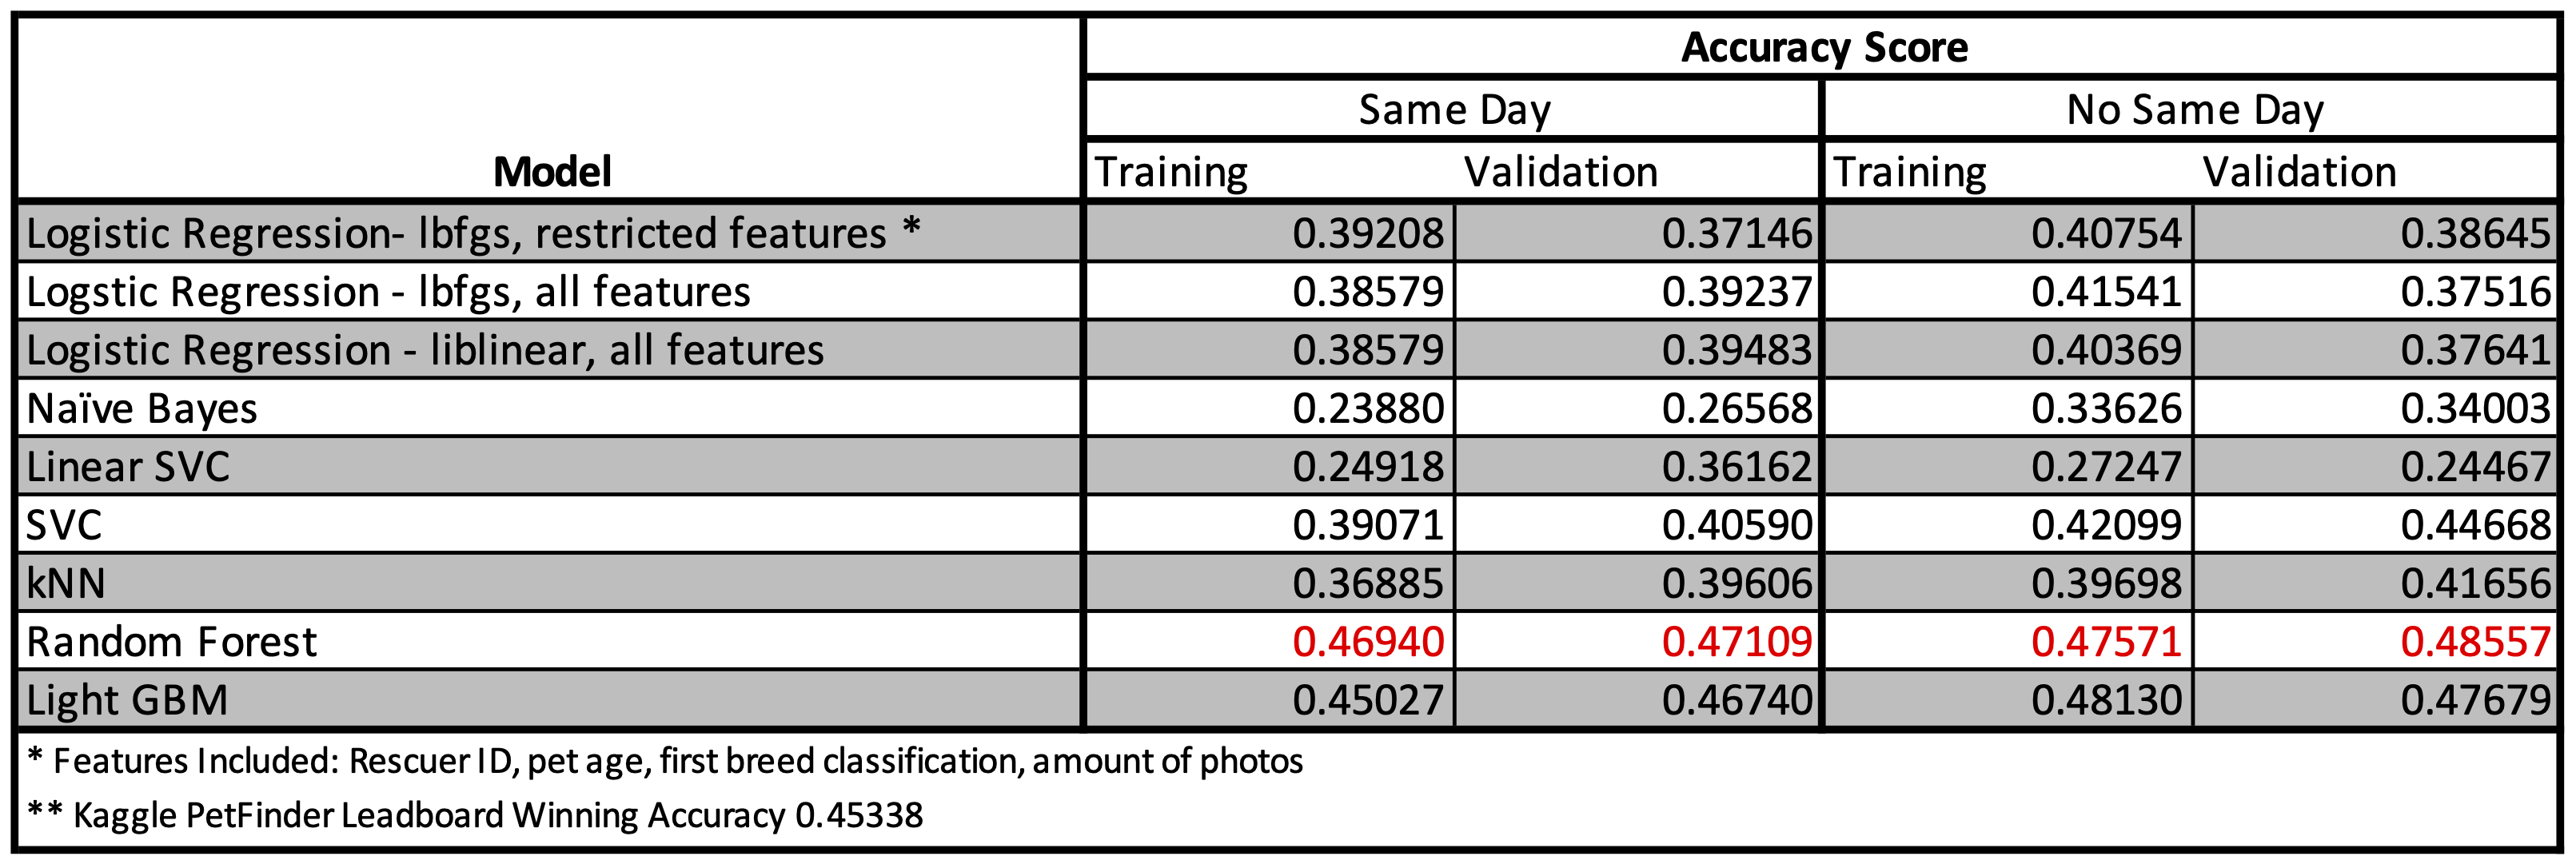 Accuracy Score
Same Day No Same Day
Model Training Validation Training Validation
Logistic Regression- lbfgs, restricted features * 0.39208 0.37146 0.40754 0.38645
Logstic Regression - lbfgs, all features 0.38579 0.39237 0.41541 0.37516
Logistic Regression - liblinear, all features 0.38579 0.39483 0.40369 0.37641
Naïve Bayes 0.23880 0.26568 0.33626 0.34003
Linear SVC 0.24918 0.36162 0.27247 0.24467
SVC 0.39071 0.40590 0.42099 0.44668
kNN 0.36885 0.39606 0.39698 0.41656
Random Forest 0.46940 0.47109 0.47571 0.48557
Light GBM 0.45027 0.46740 0.48130 0.47679
* Features Included: Rescuer ID, pet age, first breed classification, amount of photos
** Kaggle PetFinder Leadboard Winning Accuracy 0.45338